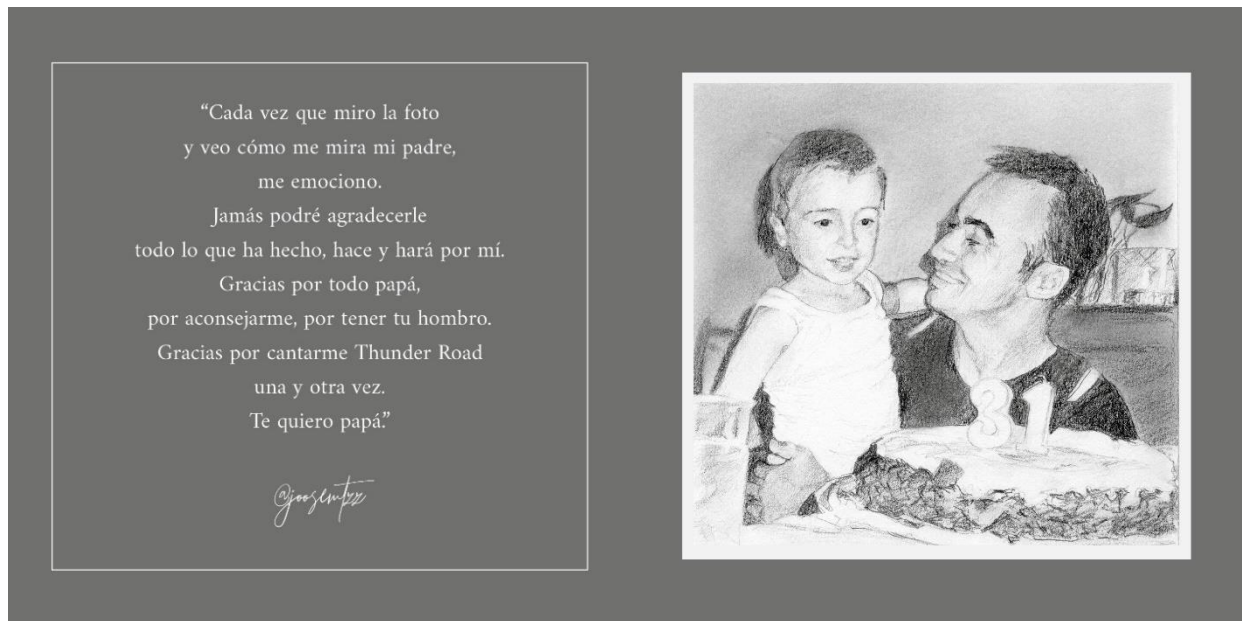 “Cada vez que miro la foto
y veo cómo me mira mi padre,
me emociono.
Jamás podré agradecerle
todo lo que ha hecho, hace y hará por mí.
Gracias por todo papá,
por aconsejarme, por tener tu hombro.
Gracias por cantarme Thunder Road
una y otra vez.
Te quiero papá.”
@joosemtzz
31